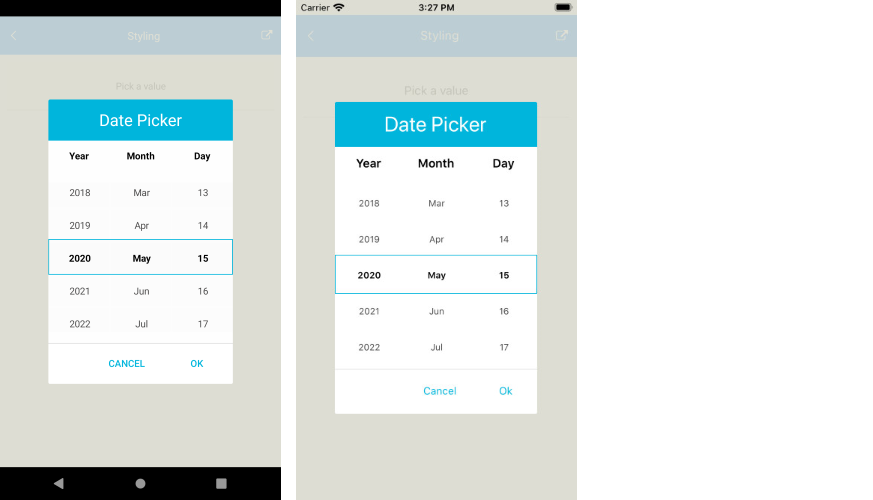 Styling
Pick a value
Date Picker
Year Month Day
2018 Mar 13
2019 Apr 14
2020 May 15
2021 Jun 16
2022 Jul 17
CANCEL OK
Carrier 3:27 PM
Styling
Pick a value
Date Picker
Year Month Day
2018 Mar 13
2019 Apr 14
2020 May 15
2021 Jun 16
2022 Jul 17
Cancel Ok